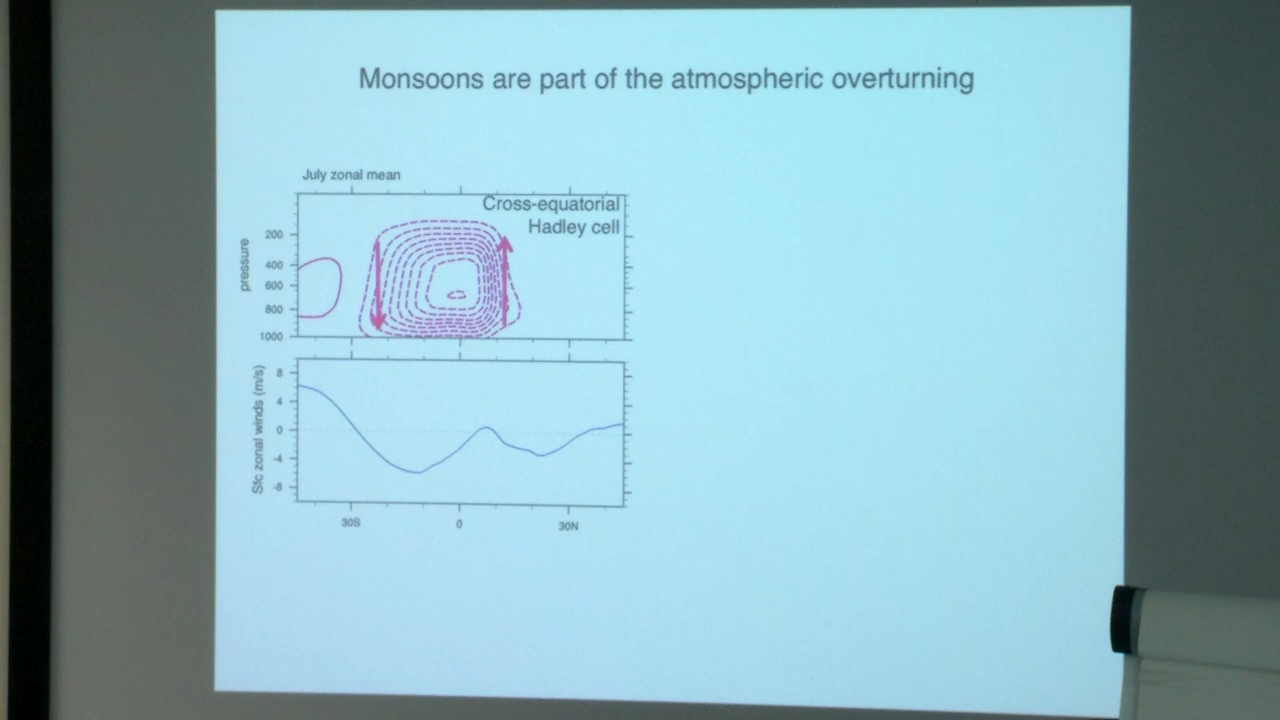 Monsoons are part of the atmospheric overturning
July zonal mean
Cross-equatorial
Hadley cell
pressure
200
400
600
800
1000
Sfc zonal winds (m/s)
8
4
0
-4
-8
30S
0
30N